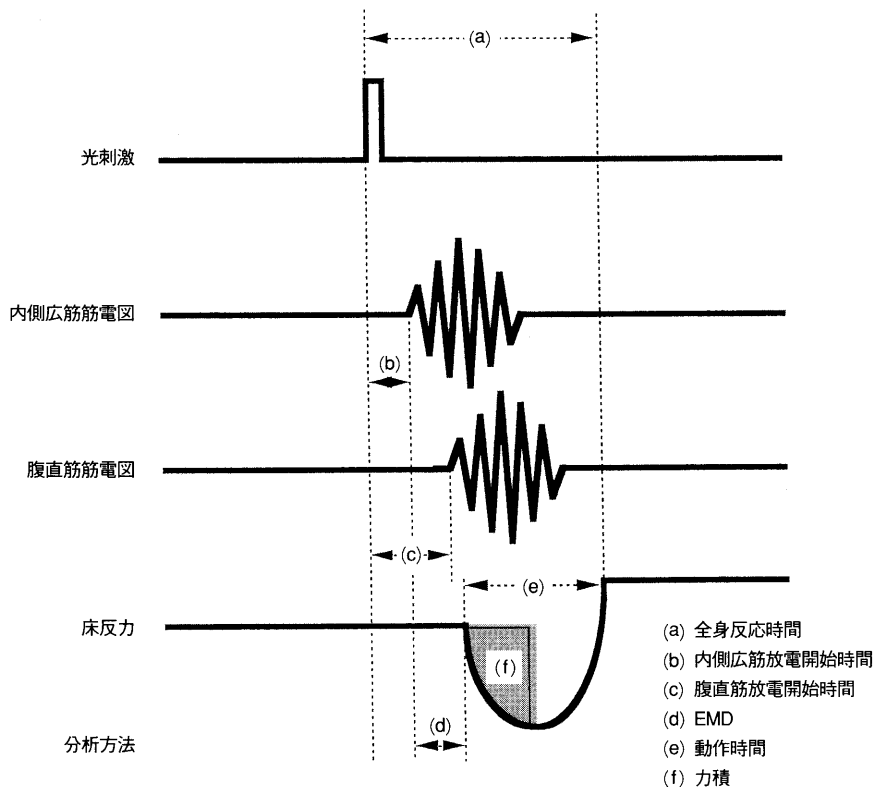 (a)
光刺激
内側広筋筋電図
(b)
腹直筋筋電図
(c)
(e)
床反力
(f)
(d)
分析方法
(a) 全身反応時間
(b) 内側広筋放電開始時間
(c) 腹直筋放電開始時間
(d) EMD
(e) 動作時間
(f) 力積